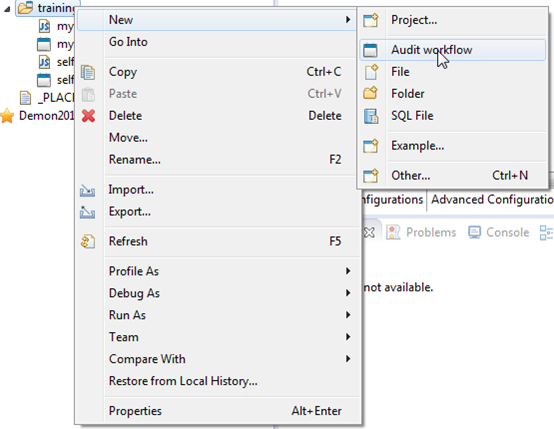 training
my
my
self
self
_PLAC
Demon201
New
Go Into
Copy Ctrl+C
Paste Ctrl+V
Delete Delete
Move...
Rename... F2
Import...
Export...
Refresh F5
Profile As
Debug As
Run As
Team
Compare With
Restore from Local History...
Properties Alt+Enter
Project...
Audit workflow
File
Folder
SQL File
Example...
Other... Ctrl+N
nfigurations Advanced Configuratio
Problems Console
not available.